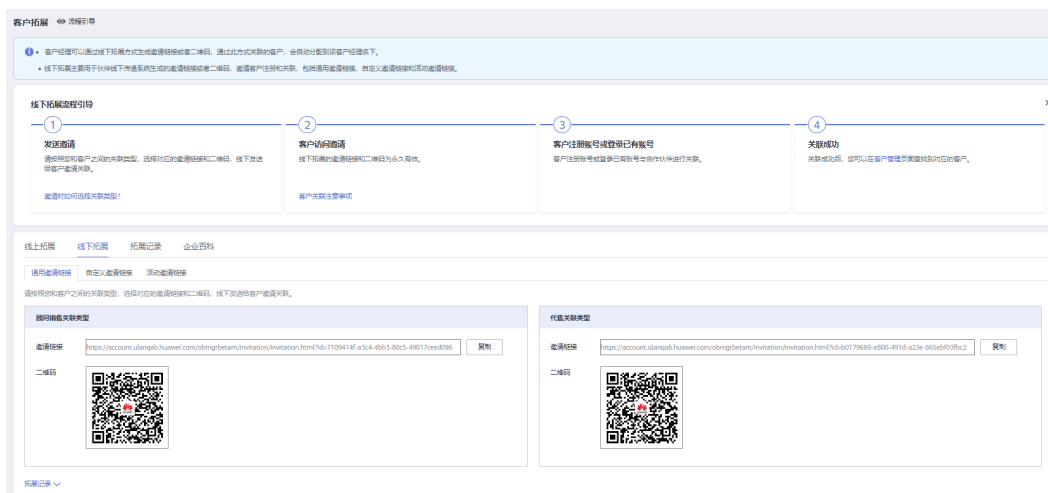 客户拓展 流程引导
客户经理可以通过线下拓展方式生成邀请链接或者二维码，通过此方式关联的客户，会自动分配到该客户经理名下。
线下拓展主要用于伙伴线下传递系统生成的邀请链接或者二维码，邀请客户注册和关联，包括通用邀请链接、自定义邀请链接和活动邀请链接。
线下拓展流程引导
1
2
3
4
发送邀请
客户访问邀请
客户注册账号或登录已有账号
关联成功
请按照您和客户之间的关联类型，选择对应的邀请链接和二维码，线下发送
给客户邀请关联。
线下拓展的邀请链接和二维码为永久有效。
客户注册账号或登录已有账号与合作伙伴进行关联。
关联成功后，您可以在客户管理页面查找到对应的客户。
邀请时如何选择关联类型?
客户关联注意事项
线上拓展 线下拓展 拓展记录 企业百科
通用邀请链接 自定义邀请链接 活动邀请链接
请按照您和客户之间的关联类型，选择对应的邀请链接和二维码，线下发送给客户邀请关联。
顾问销售关联类型
代售关联类型
邀请链接 https://account.ulanqab.huawei.com/obmgrbetam/invitation/invitation.html?id=7109414f-a3c4-4bb3-80c5-49017ceed096 复制
邀请链接 https://account.ulanqab.huawei.com/obmgrbetam/invitation/invitation.html?id=b0179689-e800-491d-a23e-665ebf03fbc2 复制
二维码
二维码
拓展记录